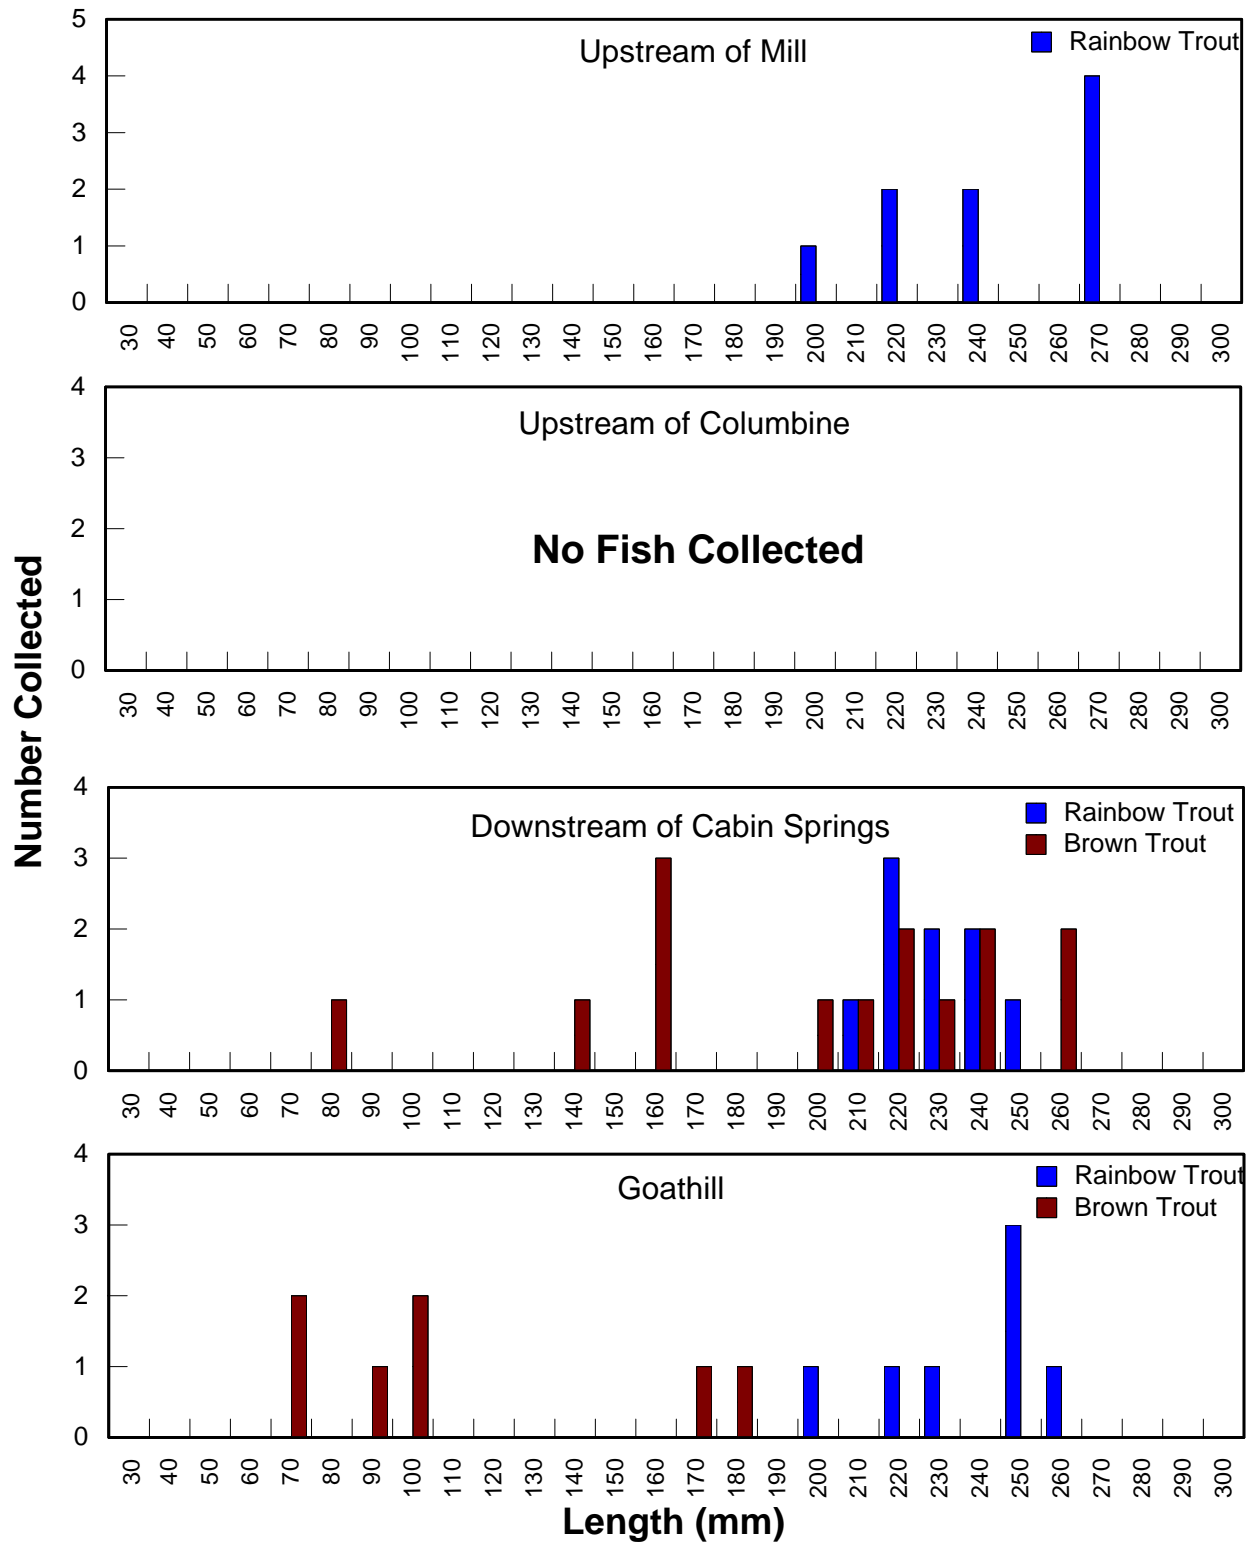 5
4
3
2
1
0
Upstream of Mill
Rainbow Trout
30 40 50 60 70 80 90 100 110 120 130 140 150 160 170 180 190 200 210 220 230 240 250 260 270 280 290 300
4
3
2
1
0
Upstream of Columbine
No Fish Collected
30 40 50 60 70 80 90 100 110 120 130 140 150 160 170 180 190 200 210 220 230 240 250 260 270 280 290 300
Number Collected
4
3
2
1
0
Downstream of Cabin Springs
Rainbow Trout
Brown Trout
30 40 50 60 70 80 90 100 110 120 130 140 150 160 170 180 190 200 210 220 230 240 250 260 270 280 290 300
4
3
2
1
0
Goathill
Rainbow Trout
Brown Trout
30 40 50 60 70 80 90 100 110 120 130 140 150 160 170 180 190 200 210 220 230 240 250 260 270 280 290 300
Length (mm)